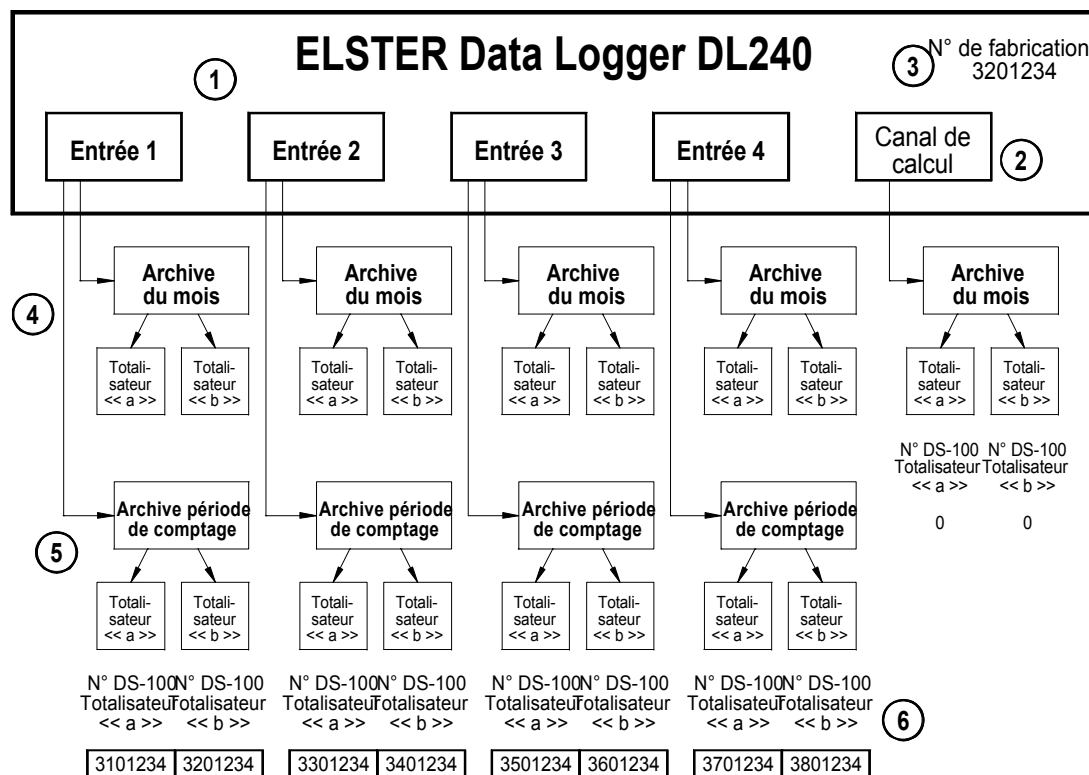 ELSTER Data Logger DL240
N° de fabrication
3201234
1
3
Entrée 1
Entrée 2
Entrée 3
Entrée 4
Canal de
calcul
2
4
Archive
du mois
Archive
du mois
Archive
du mois
Archive
du mois
Archive
du mois
Totali-
sateur
<< a >>
Totali-
sateur
<< b >>
Totali-
sateur
<< a >>
Totali-
sateur
<< b >>
Totali-
sateur
<< a >>
Totali-
sateur
<< b >>
Totali-
sateur
<< a >>
Totali-
sateur
<< b >>
Totali-
sateur
<< a >>
Totali-
sateur
<< b >>
N° DS-100
Totalisateur
<< a >>
0
N° DS-100
Totalisateur
<< b >>
0
5
Archive période
de comptage
Archive période
de comptage
Archive période
de comptage
Archive période
de comptage
Totali-
sateur
<< a >>
Totali-
sateur
<< b >>
Totali-
sateur
<< a >>
Totali-
sateur
<< b >>
Totali-
sateur
<< a >>
Totali-
sateur
<< b >>
Totali-
sateur
<< a >>
Totali-
sateur
<< b >>
N° DS-100
Totalisateur
<< a >>
3101234
N° DS-100
Totalisateur
<< b >>
3201234
N° DS-100
Totalisateur
<< a >>
3301234
N° DS-100
Totalisateur
<< b >>
3401234
N° DS-100
Totalisateur
<< a >>
3501234
N° DS-100
Totalisateur
<< b >>
3601234
N° DS-100
Totalisateur
<< a >>
3701234
N° DS-100
Totalisateur
<< b >>
3801234
6